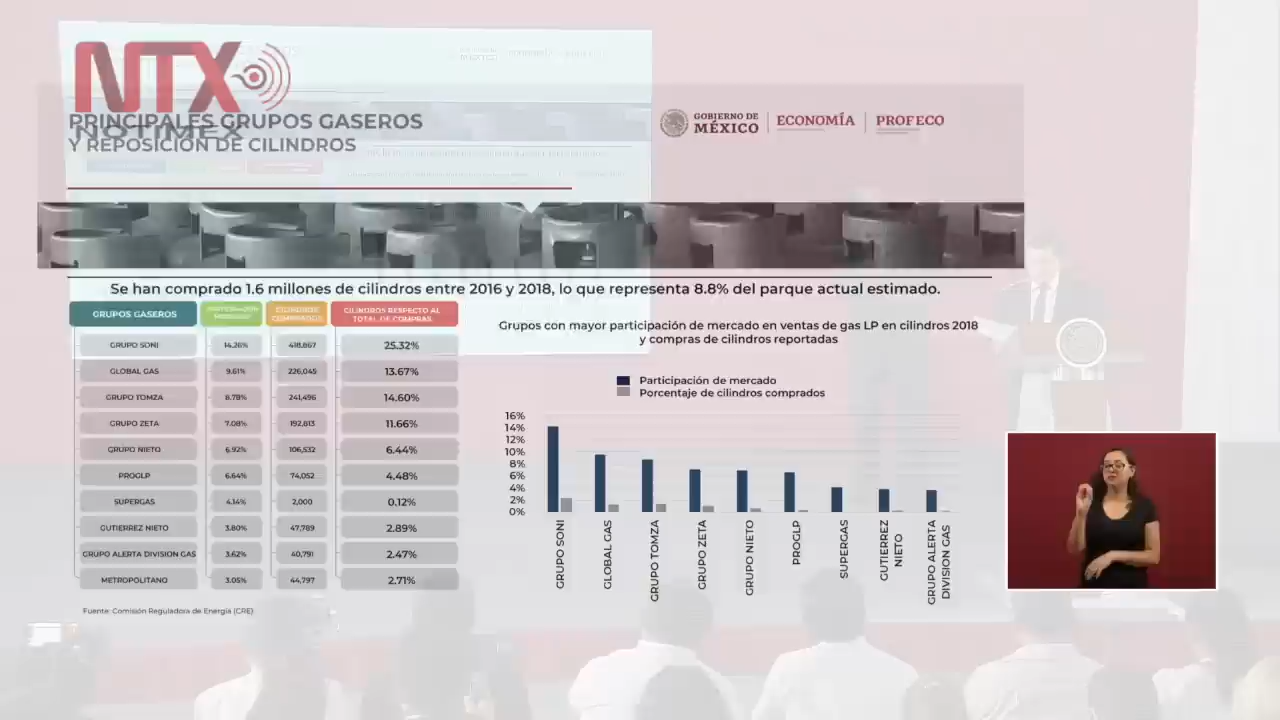 NTX
NOTIMEX
PRINCIPALES GRUPOS GASEROS
Y REPOSICIÓN DE CILINDROS
GOBIERNO DE MÉXICO
ECONOMÍA
PROFECO
Se han comprado 1.6 millones de cilindros entre 2016 y 2018, lo que representa 8.8% del parque actual estimado.
GRUPOS GASEROS CILINDROS COMPRADOS CILINDROS RESPECTO AL TOTAL DE COMPRAS
GRUPO SONI 14.26% 418,867 25.32%
GLOBAL GAS 9.61% 226,045 13.67%
GRUPO TOMZA 8.78% 241,496 14.60%
GRUPO ZETA 7.08% 192,813 11.66%
GRUPO NIETO 6.92% 106,532 6.44%
PROGLP 6.64% 74,052 4.48%
SUPERGAS 4.14% 2,000 0.12%
GUTIERREZ NIETO 3.80% 47,789 2.89%
GRUPO ALERTA DIVISION GAS 3.62% 40,791 2.47%
METROPOLITANO 3.05% 44,797 2.71%
Fuente: Comisión Reguladora de Energía (CRE)
Grupos con mayor participación de mercado en ventas de gas LP en cilindros 2018
y compras de cilindros reportadas
Participación de mercado
Porcentaje de cilindros comprados
16%
14%
12%
10%
8%
6%
4%
2%
0%
GRUPO SONI
GLOBAL GAS
GRUPO TOMZA
GRUPO ZETA
GRUPO NIETO
PROGLP
SUPERGAS
GUTIERREZ
NIETO
GRUPO ALERTA
DIVISION GAS